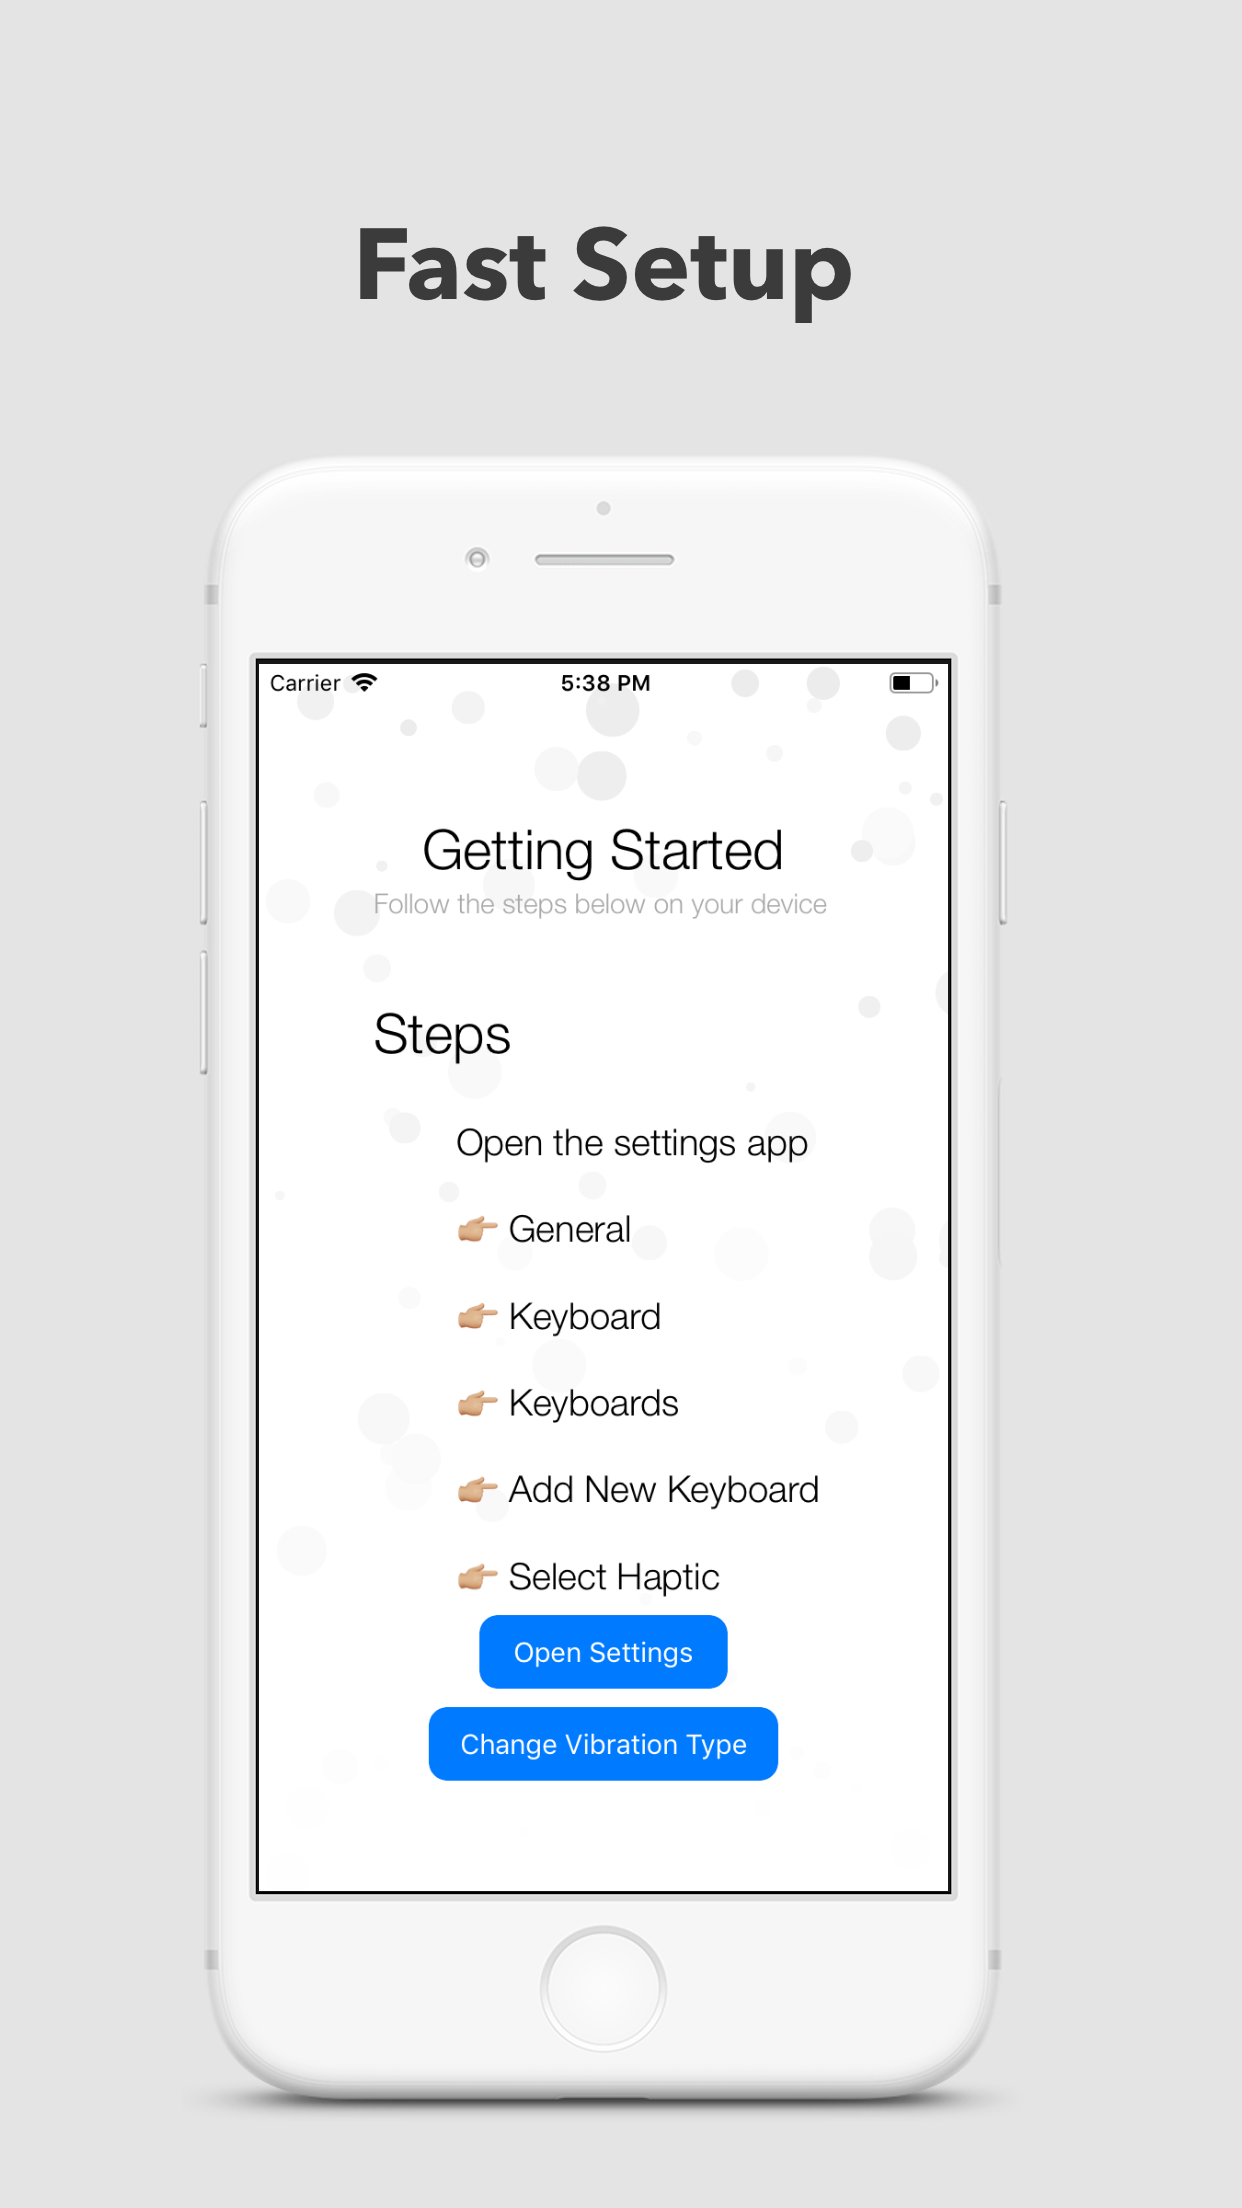 Fast Setup
Carrier 5:38 PM
Getting Started
Follow the steps below on your device
Steps
Open the settings app
👉🏼 General
👉🏼 Keyboard
👉🏼 Keyboards
👉🏼 Add New Keyboard
👉🏼 Select Haptic
Open Settings
Change Vibration Type